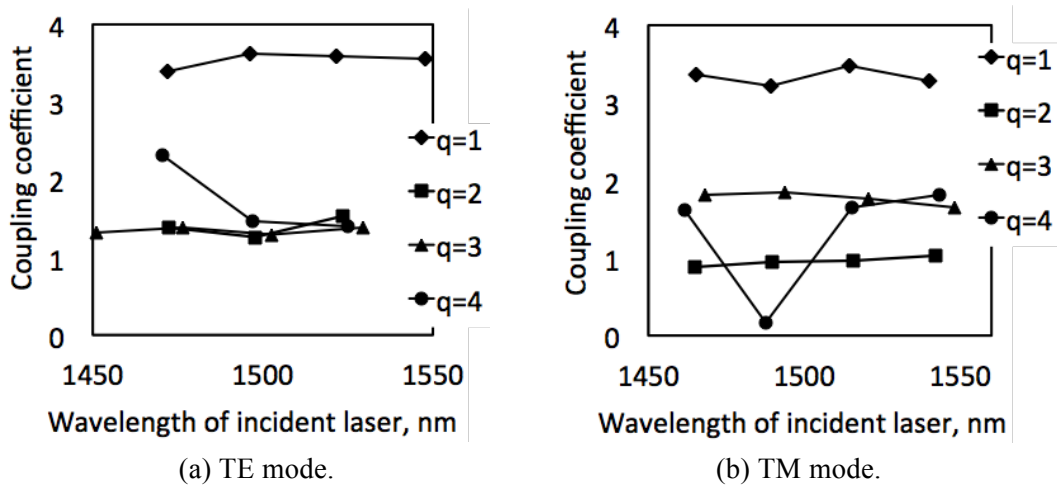 Coupling coefficient
4
3
2
1
0
1450 1500 1550
Wavelength of incident laser, nm
q=1
q=2
q=3
q=4
(a) TE mode.
Coupling coefficient
4
3
2
1
0
1450 1500 1550
Wavelength of incident laser, nm
q=1
q=2
q=3
q=4
(b) TM mode.